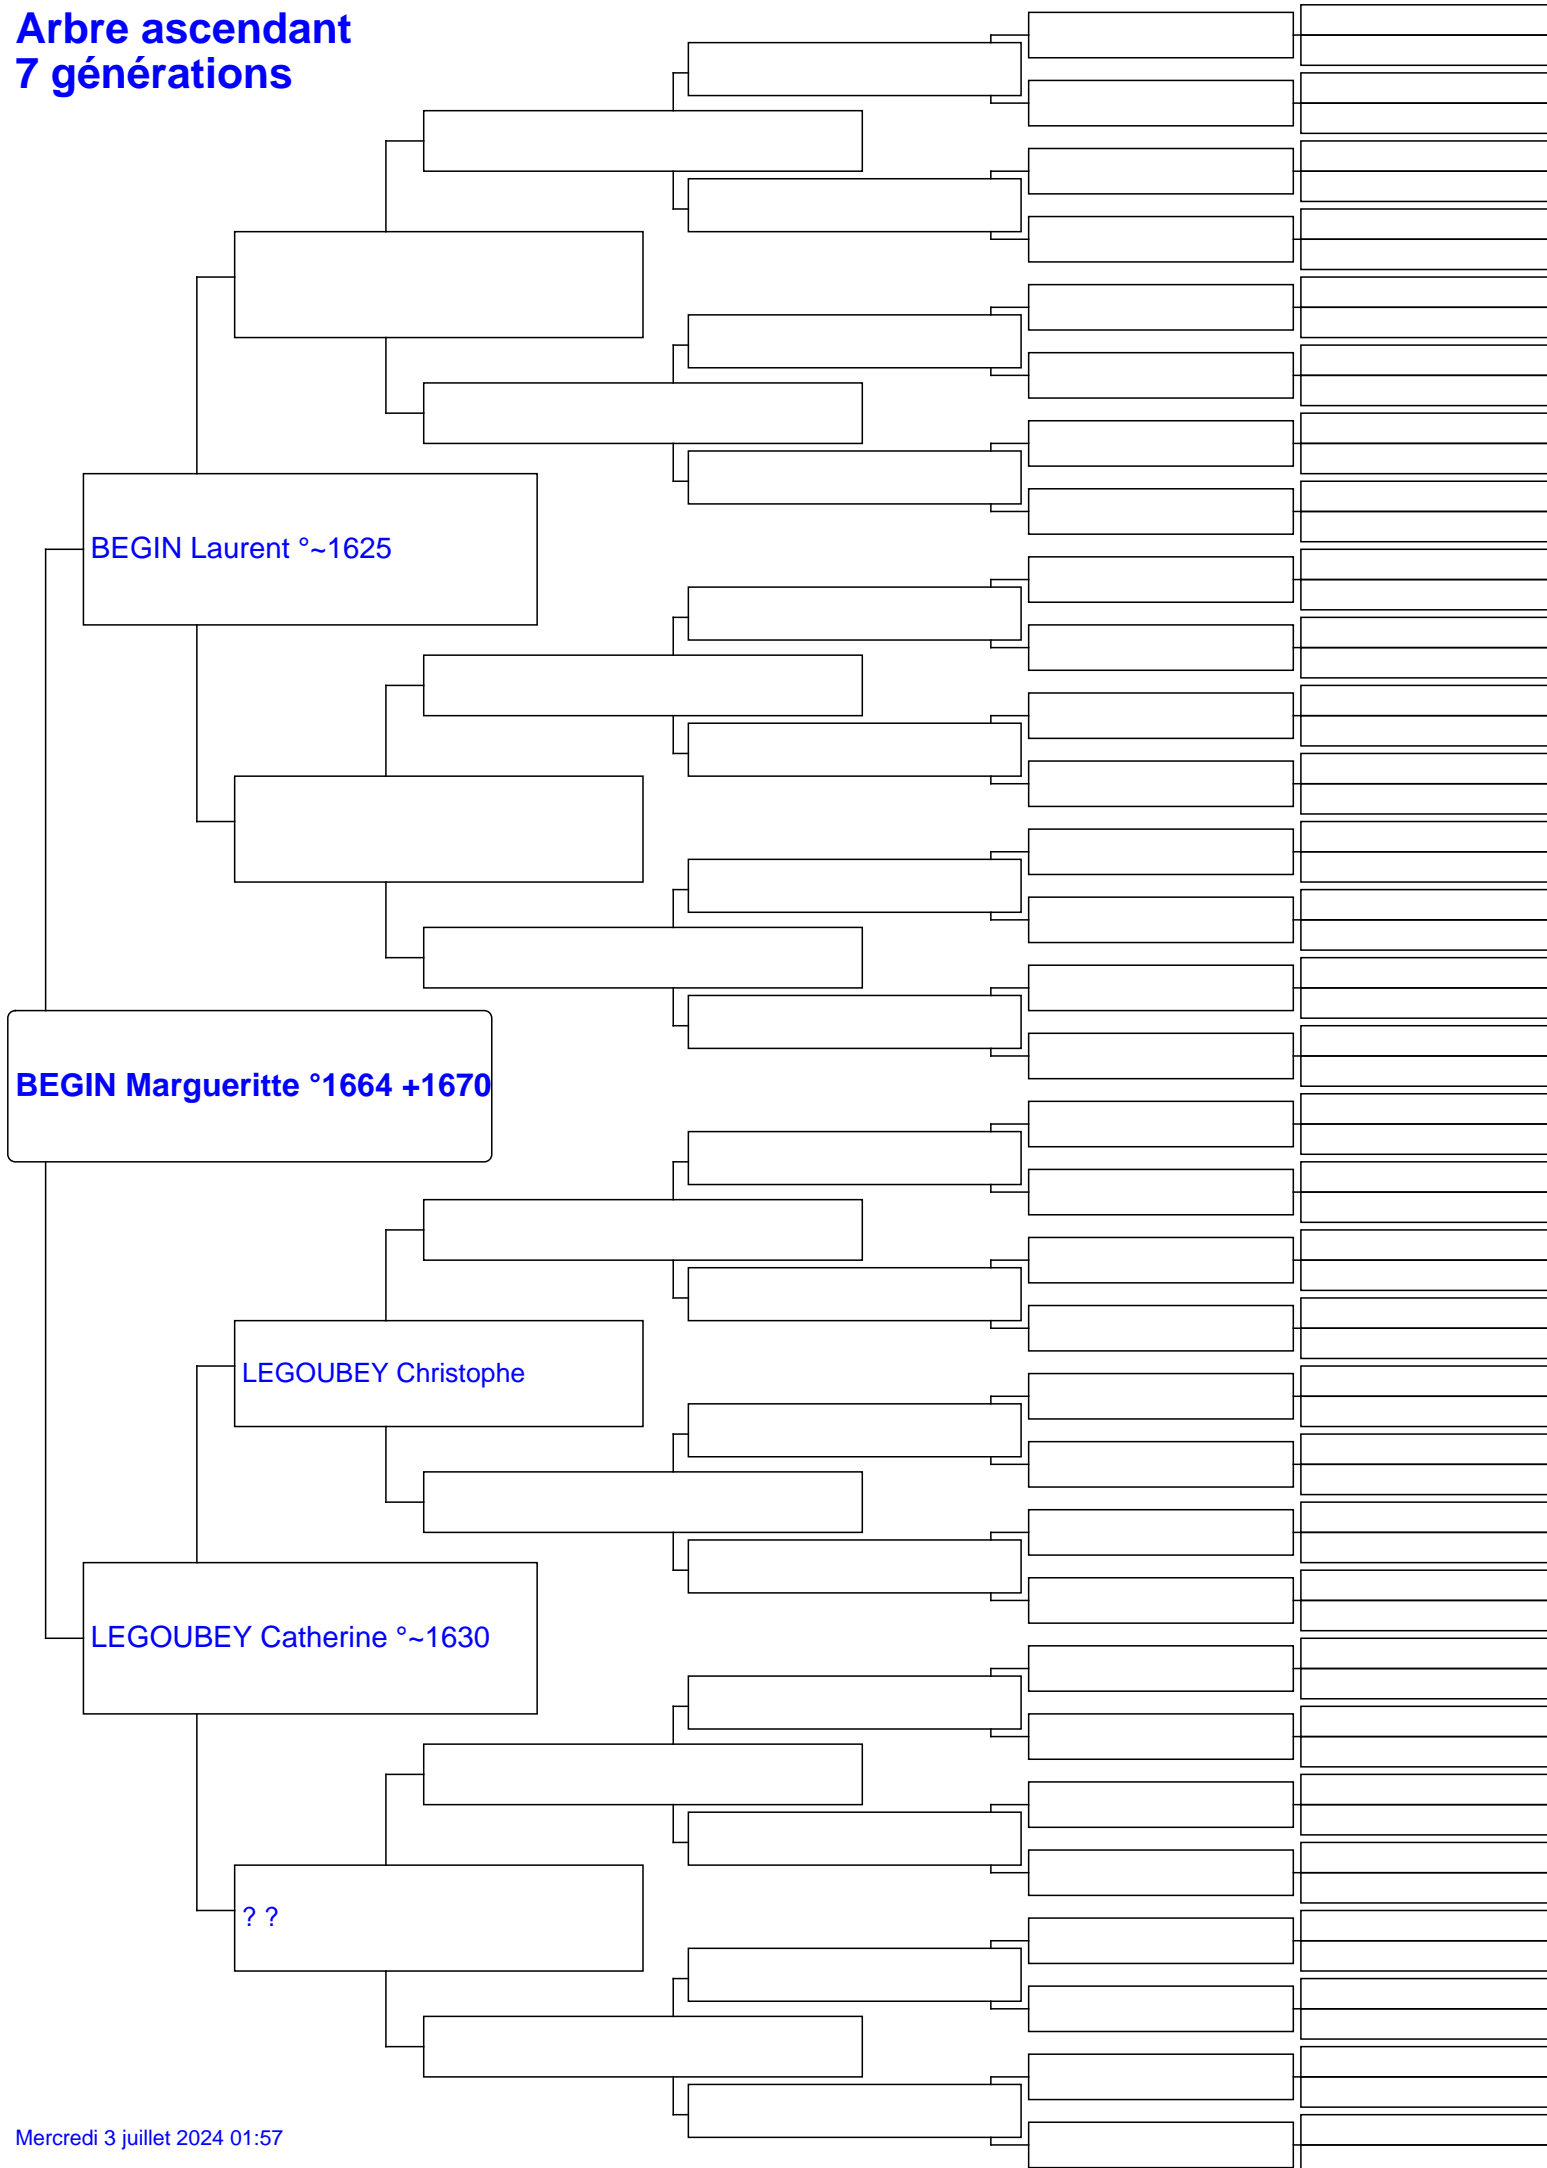 Arbre ascendant
7 générations
BEGIN Laurent °~1625
BEGIN Margueritte °1664 +1670
LEGOUBEY Christophe
LEGOUBEY Catherine °~1630
? ?
Mercredi 3 juillet 2024 01:57